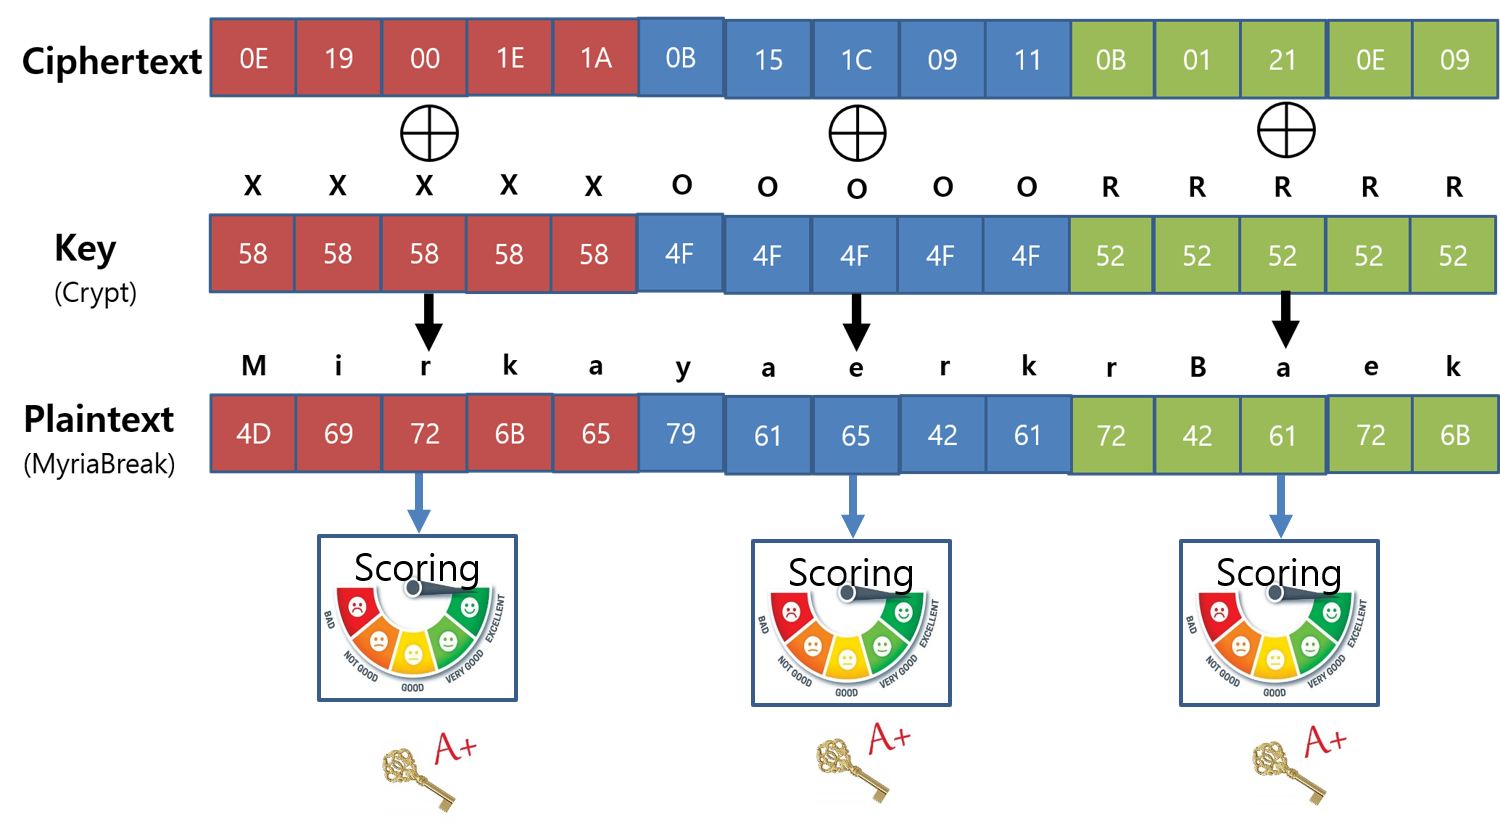 Ciphertext 0E 19 00 1E 1A 0B 15 1C 09 11 0B 01 21 0E 09
X X X X X O O O O O R R R R R
Key 58 58 58 58 58 4F 4F 4F 4F 4F 52 52 52 52 52
(Crypt)
M i r k a y a e r k r B a e k
Plaintext 4D 69 72 6B 65 79 61 65 42 61 72 42 61 72 6B
(MyriaBreak)
Scoring
BAD
NOT GOOD
GOOD
VERY GOOD
EXCELLENT
Scoring
BAD
NOT GOOD
GOOD
VERY GOOD
EXCELLENT
Scoring
BAD
NOT GOOD
GOOD
VERY GOOD
EXCELLENT
A+
A+
A+